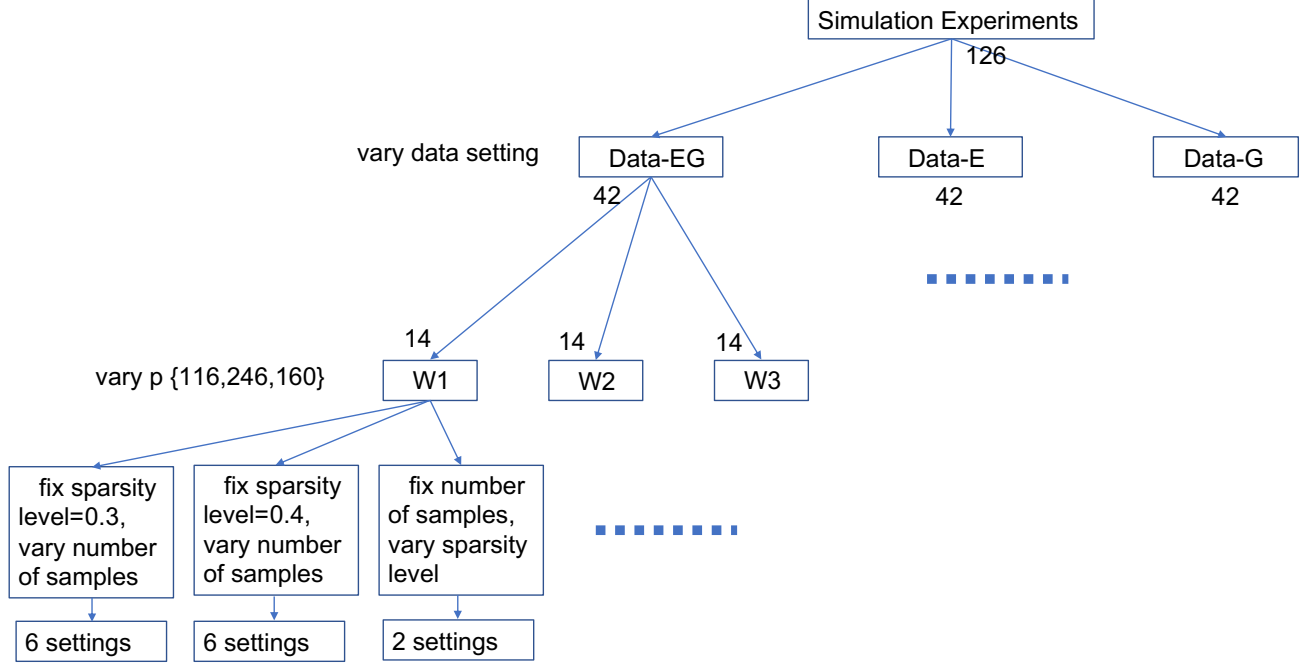 Simulation Experiments
126
vary data setting
Data-EG
Data-E
Data-G
42
42
42
14
14
14
vary p {116,246,160}
W1
W2
W3
fix sparsity
level=0.3,
vary number
of samples
fix sparsity
level=0.4,
vary number
of samples
fix number
of samples,
vary sparsity
level
6 settings
6 settings
2 settings